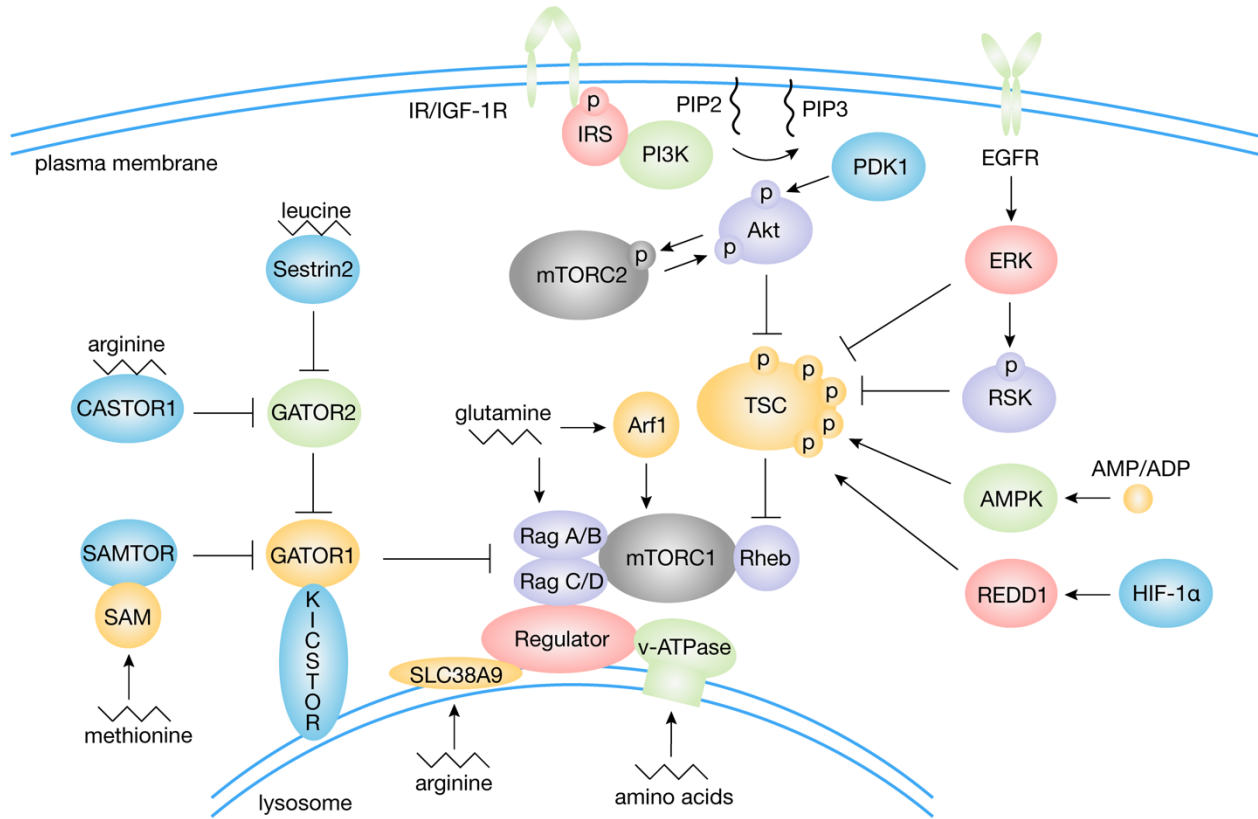 IR/IGF-1R
p
IRS
PI3K
PIP2
PIP3
plasma membrane
PDK1
EGFR
p
Akt
p
p
mTORC2
leucine
Sestrin2
ERK
arginine
CASTOR1
GATOR2
p
p
p
p
p
TSC
p
RSK
glutamine
Arf1
AMP/ADP
AMPK
SAMTOR
GATOR1
Rag A/B
Rag C/D
mTORC1
Rheb
SAM
K
I
C
S
T
O
R
REDD1
HIF-1α
Regulator
v-ATPase
SLC38A9
methionine
arginine
amino acids
lysosome